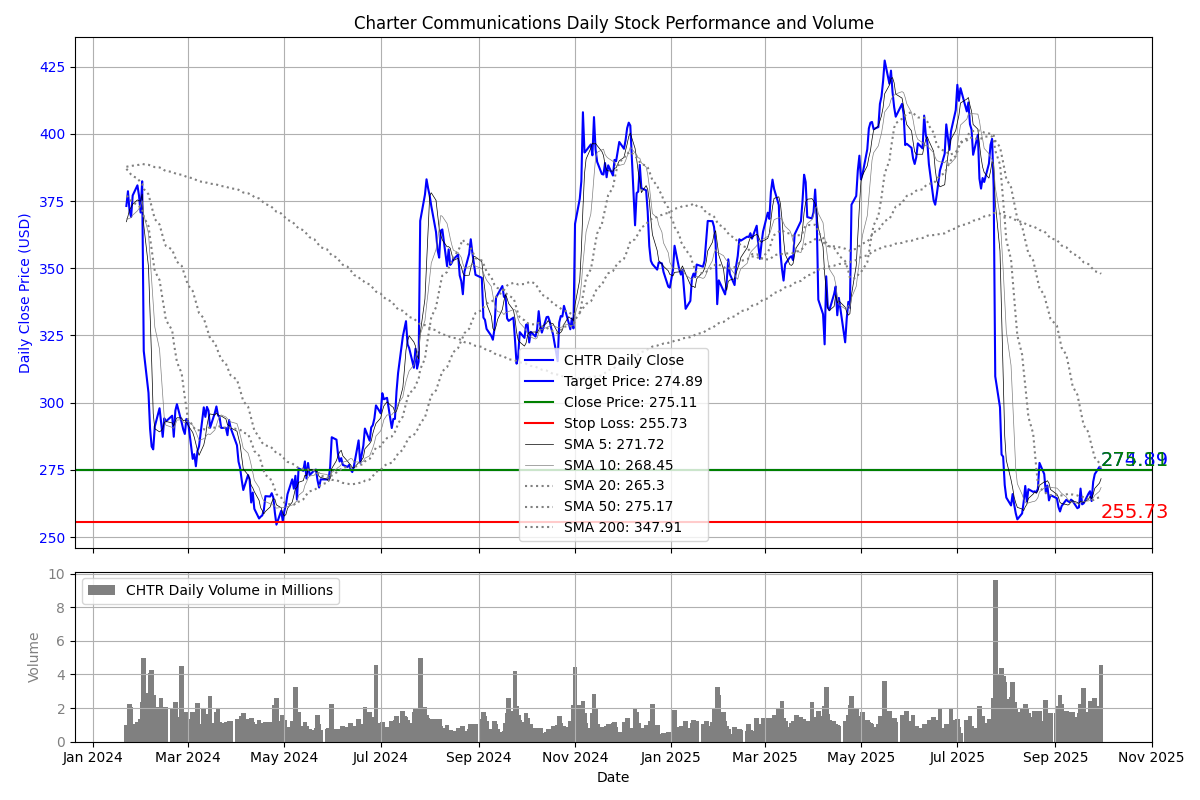 Charter Communications Daily Stock Performance and Volume
Daily Close Price (USD)
425
400
375
350
325
300
275
250
CHTR Daily Close
Target Price: 274.89
Close Price: 275.11
Stop Loss: 255.73
SMA 5: 271.72
SMA 10: 268.45
SMA 20: 265.3
SMA 50: 275.17
SMA 200: 347.91
274.89
275.11
255.73
Volume
10
8
6
4
2
0
CHTR Daily Volume in Millions
Jan 2024 Mar 2024 May 2024 Jul 2024 Sep 2024 Nov 2024 Jan 2025 Mar 2025 May 2025 Jul 2025 Sep 2025 Nov 2025
Date